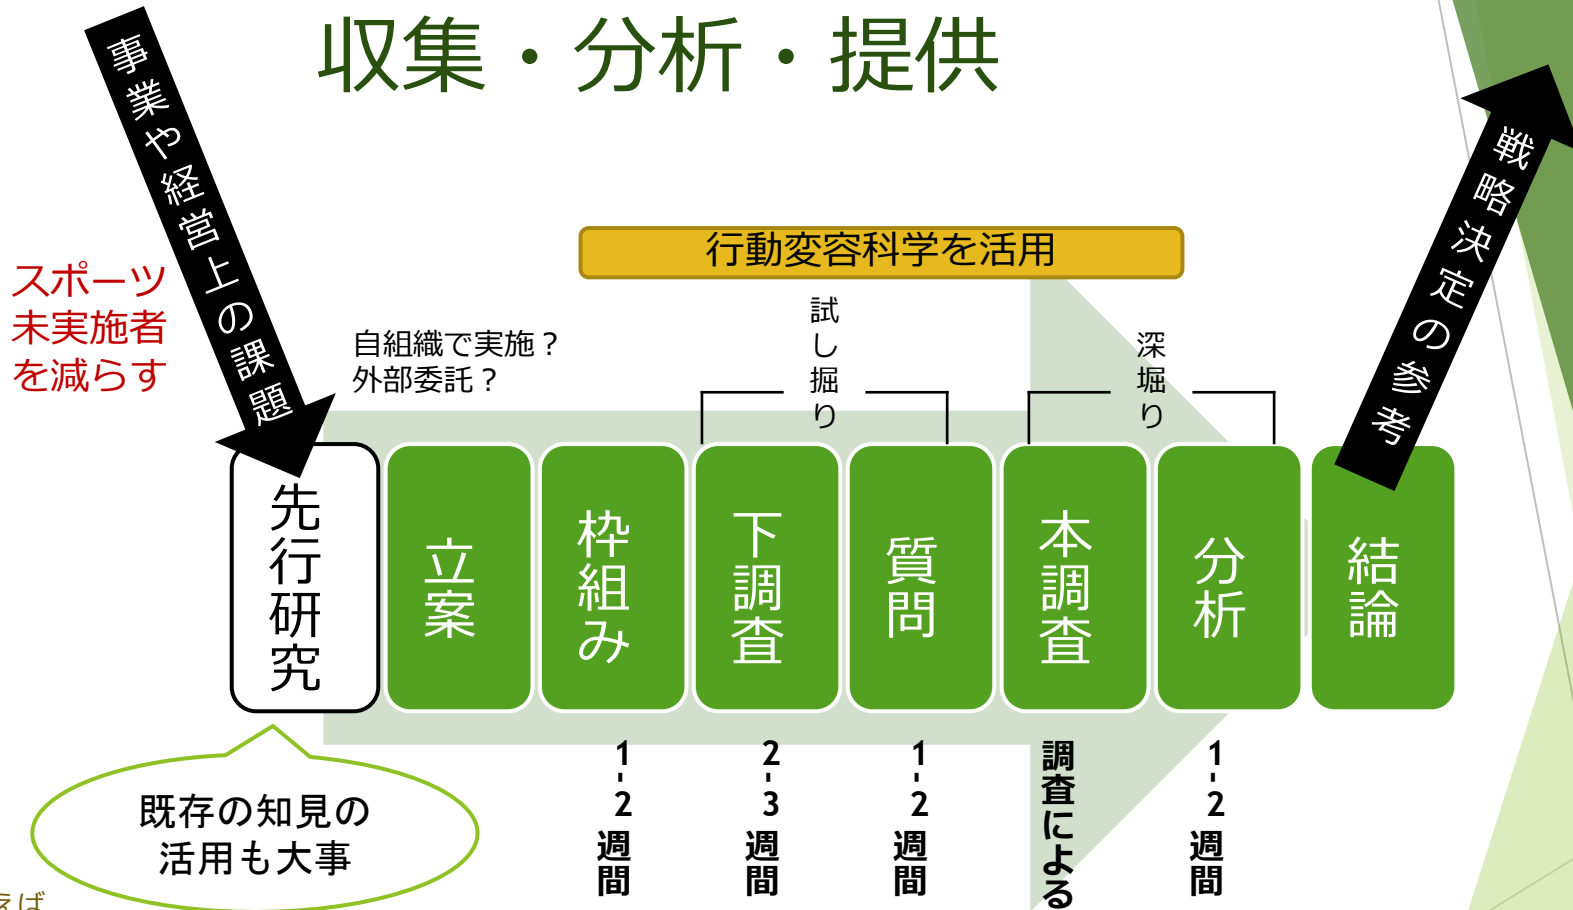 収集・分析・提供
事業や経営上の課題
戦略決定の参考
行動変容科学を活用
スポーツ
未実施者
を減らす
自組織で実施？
外部委託？
試し掘り
深堀り
先行研究
立案
枠組み
下調査
質問
本調査
分析
結論
1-2週間
2-3週間
1-2週間
調査による
1-2週間
既存の知見の
活用も大事
えば